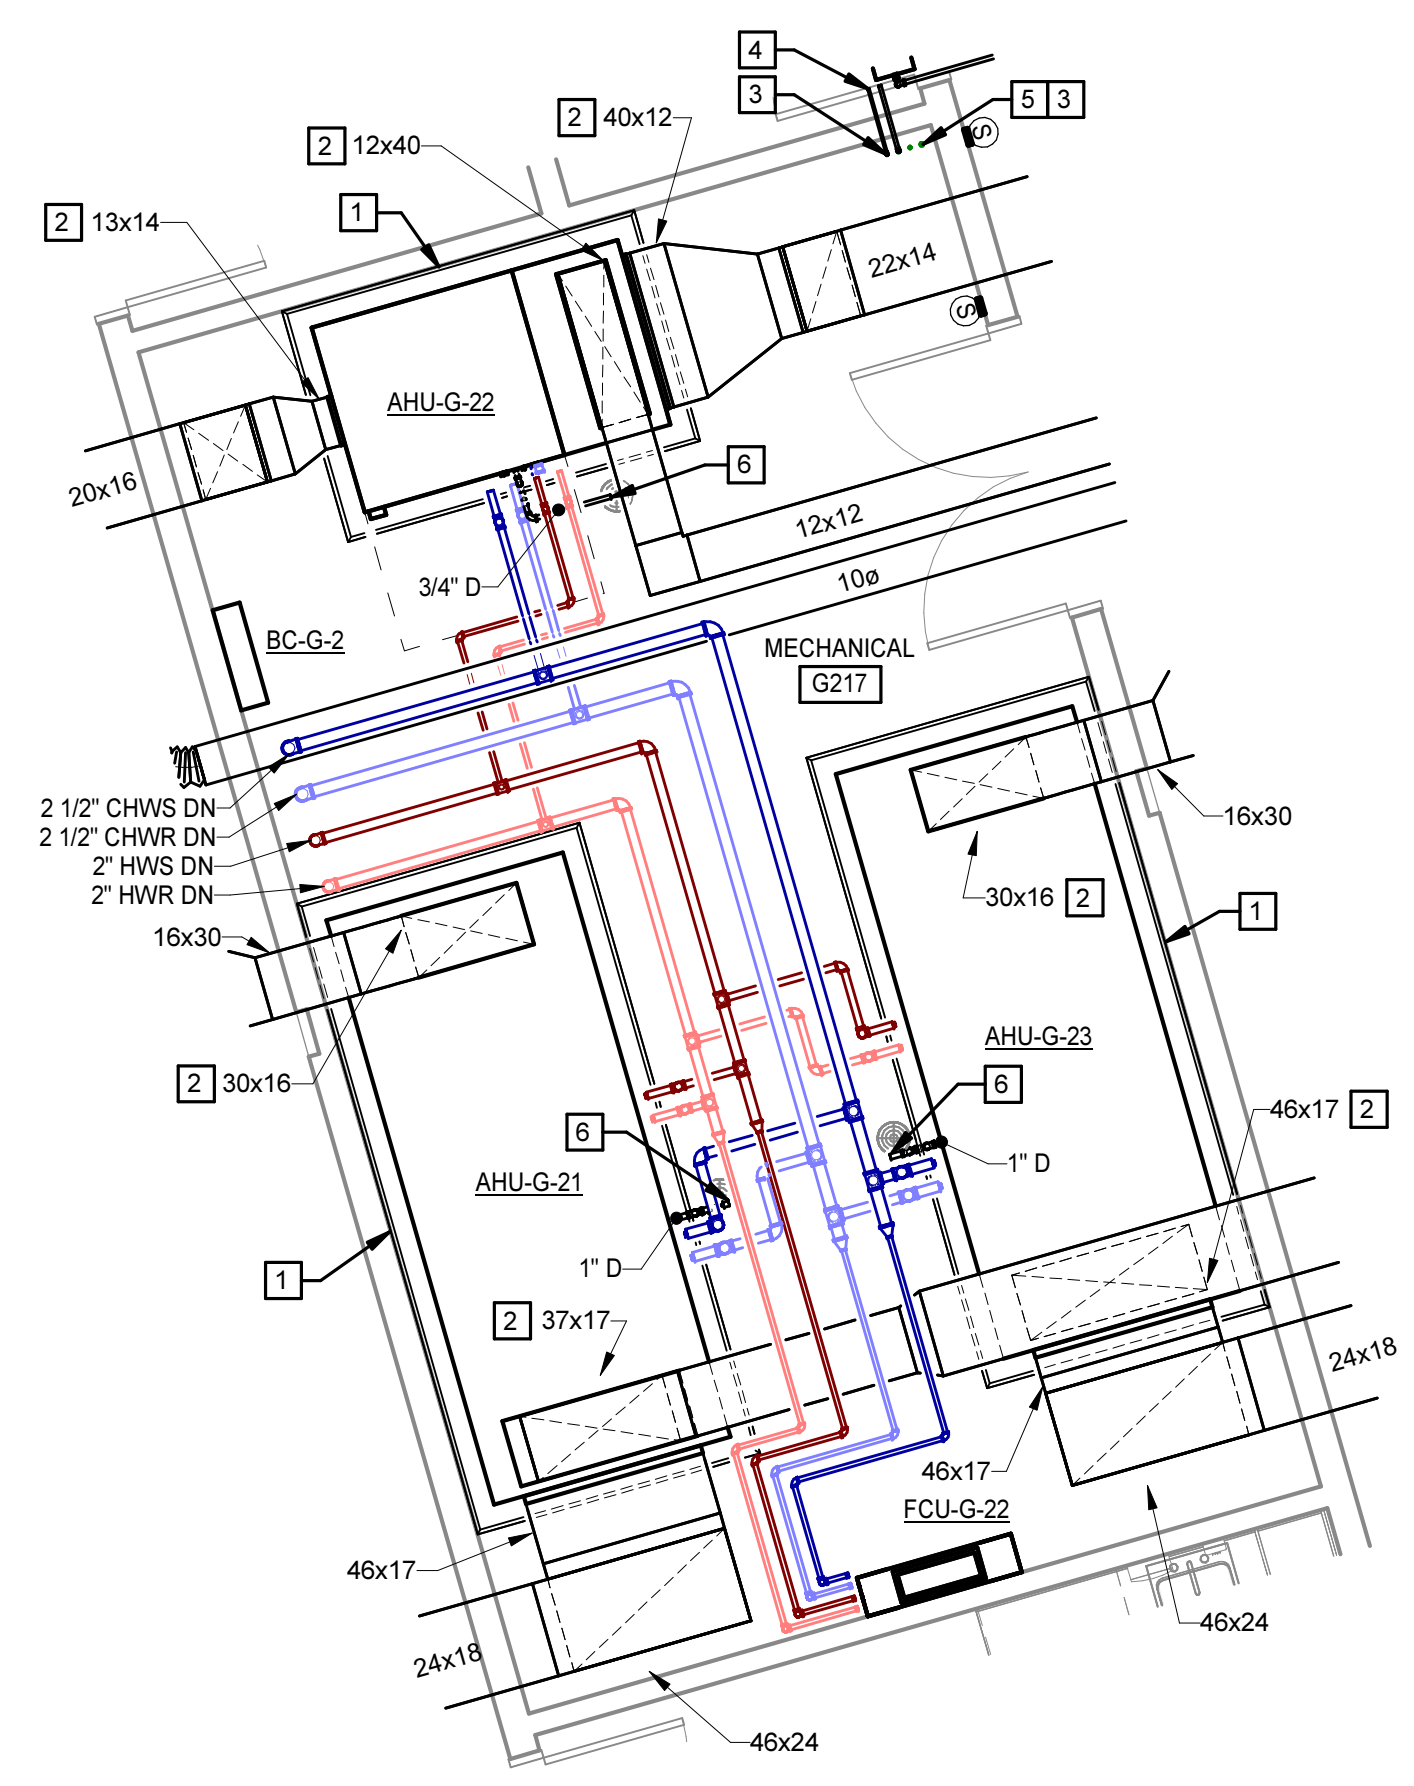 4
3
5 3
2 40x12
2 12x40
1
2 13x14
S
22x14
S
AHU-G-22
20x16
6
12x12
3/4" D
10ø
BC-G-2
MECHANICAL
G217
2 1/2" CHWS DN
2 1/2" CHWR DN
2" HWS DN
2" HWR DN
16x30
16x30
30x16 2
1
2 30x16
AHU-G-23
6
46x17 2
6
1" D
AHU-G-21
1" D
1
2 37x17
24x18
46x17
FCU-G-22
46x17
46x24
24x18
46x24